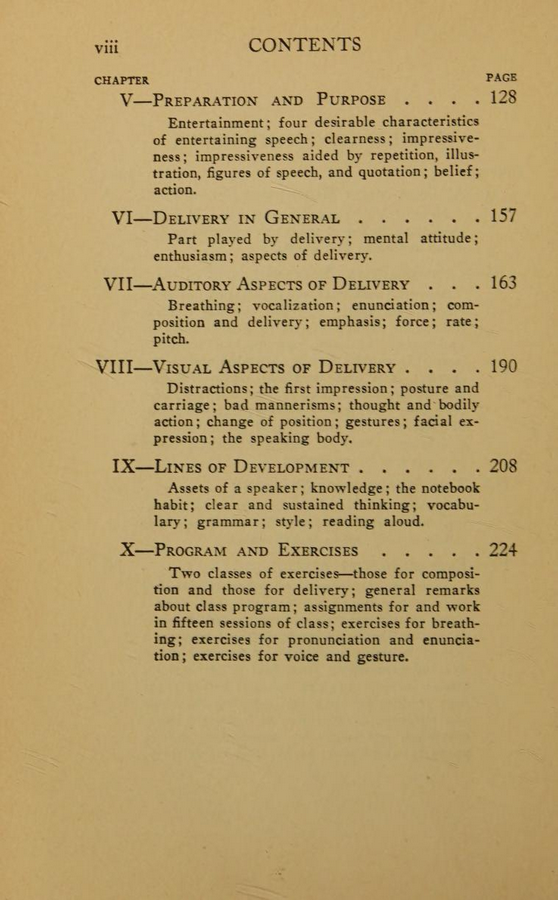 viii CONTENTS
CHAPTER PAGE
V—PREPARATION AND PURPOSE . . . . 128
Entertainment; four desirable characteristics
of entertaining speech; clearness; impressive-
ness; impressiveness aided by repetition, illus-
tration, figures of speech, and quotation; belief;
action.
VI—DELIVERY IN GENERAL . . . . . . 157
Part played by delivery; mental attitude;
enthusiasm; aspects of delivery.
VII—AUDITORY ASPECTS OF DELIVERY . . . 163
Breathing; vocalization; enunciation; com-
position and delivery; emphasis; force; rate;
pitch.
VIII—VISUAL ASPECTS OF DELIVERY . . . . 190
Distractions; the first impression; posture and
carriage; bad mannerisms; thought and bodily
action; change of position; gestures; facial ex-
pression; the speaking body.
IX—LINES OF DEVELOPMENT . . . . . . 208
Assets of a speaker; knowledge; the notebook
habit; clear and sustained thinking; vocabu-
lary; grammar; style; reading aloud.
X—PROGRAM AND EXERCISES . . . . . 224
Two classes of exercises—those for composi-
tion and those for delivery; general remarks
about class program; assignments for and work
in fifteen sessions of class; exercises for breath-
ing; exercises for pronunciation and enuncia-
tion; exercises for voice and gesture.